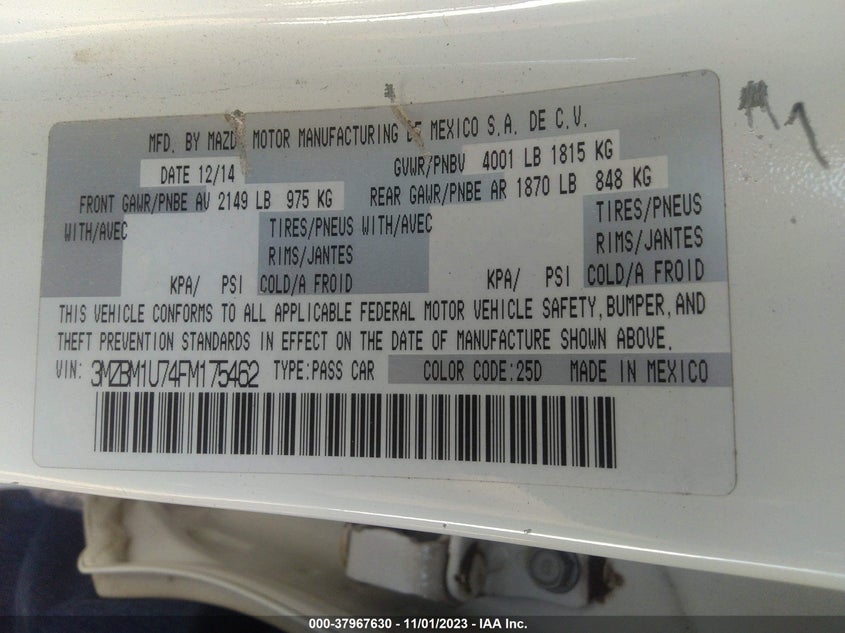 MFD. BY MAZD MOTOR MANUFACTURING DE MEXICO S.A. DE C.V.
DATE 12/14 GVWR/PNBV 4001 LB 1815 KG
FRONT GAWR/PNBE AV 2149 LB 975 KG REAR GAWR/PNBE AR 1870 LB 848 KG
WITH/AVEC TIRES/PNEUS WITH/AVEC TIRES/PNEUS
RIMS/JANTES RIMS/JANTES
KPA/ PSI COLD/A FROID KPA/ PSI COLD/A FROID
THIS VEHICLE CONFORMS TO ALL APPLICABLE FEDERAL MOTOR VEHICLE SAFETY, BUMPER, AND
THEFT PREVENTION STANDARDS IN EFFECT ON THE DATE OF MANUFACTURE SHOWN ABOVE.
VIN: 3MZBM1U74FM175462 TYPE:PASS CAR COLOR CODE:25D MADE IN MEXICO
000-37967630 - 11/01/2023 - IAA Inc.